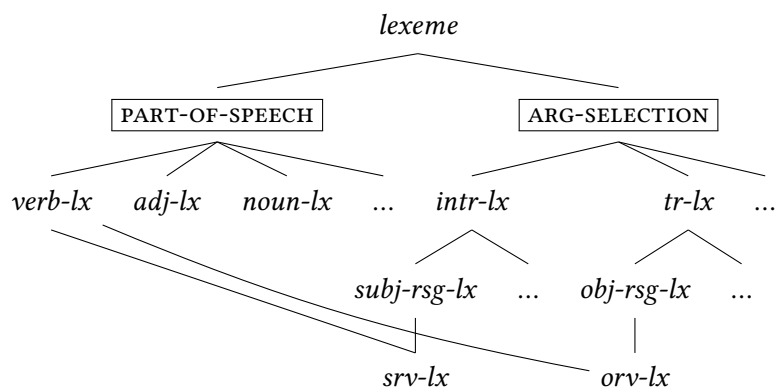 lexeme
PART-OF-SPEECH ARG-SELECTION
verb-lx adj-lx noun-lx ... intr-lx tr-lx ...
subj-rsg-lx ... obj-rsg-lx ...
srv-lx orv-lx